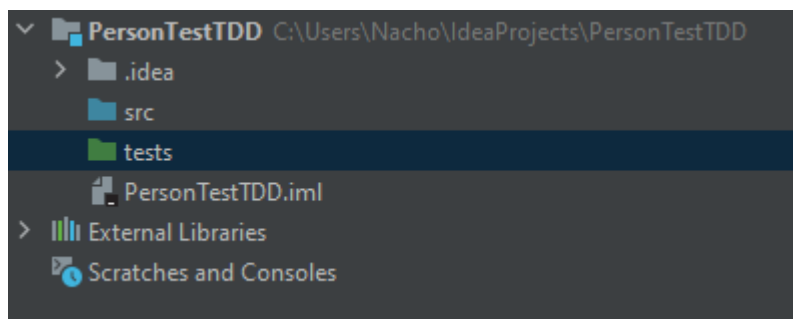 PersonTestTDD C:\Users\Nacho\IdeaProjects\PersonTestTDD
.idea
src
tests
PersonTestTDD.iml
External Libraries
Scratches and Consoles